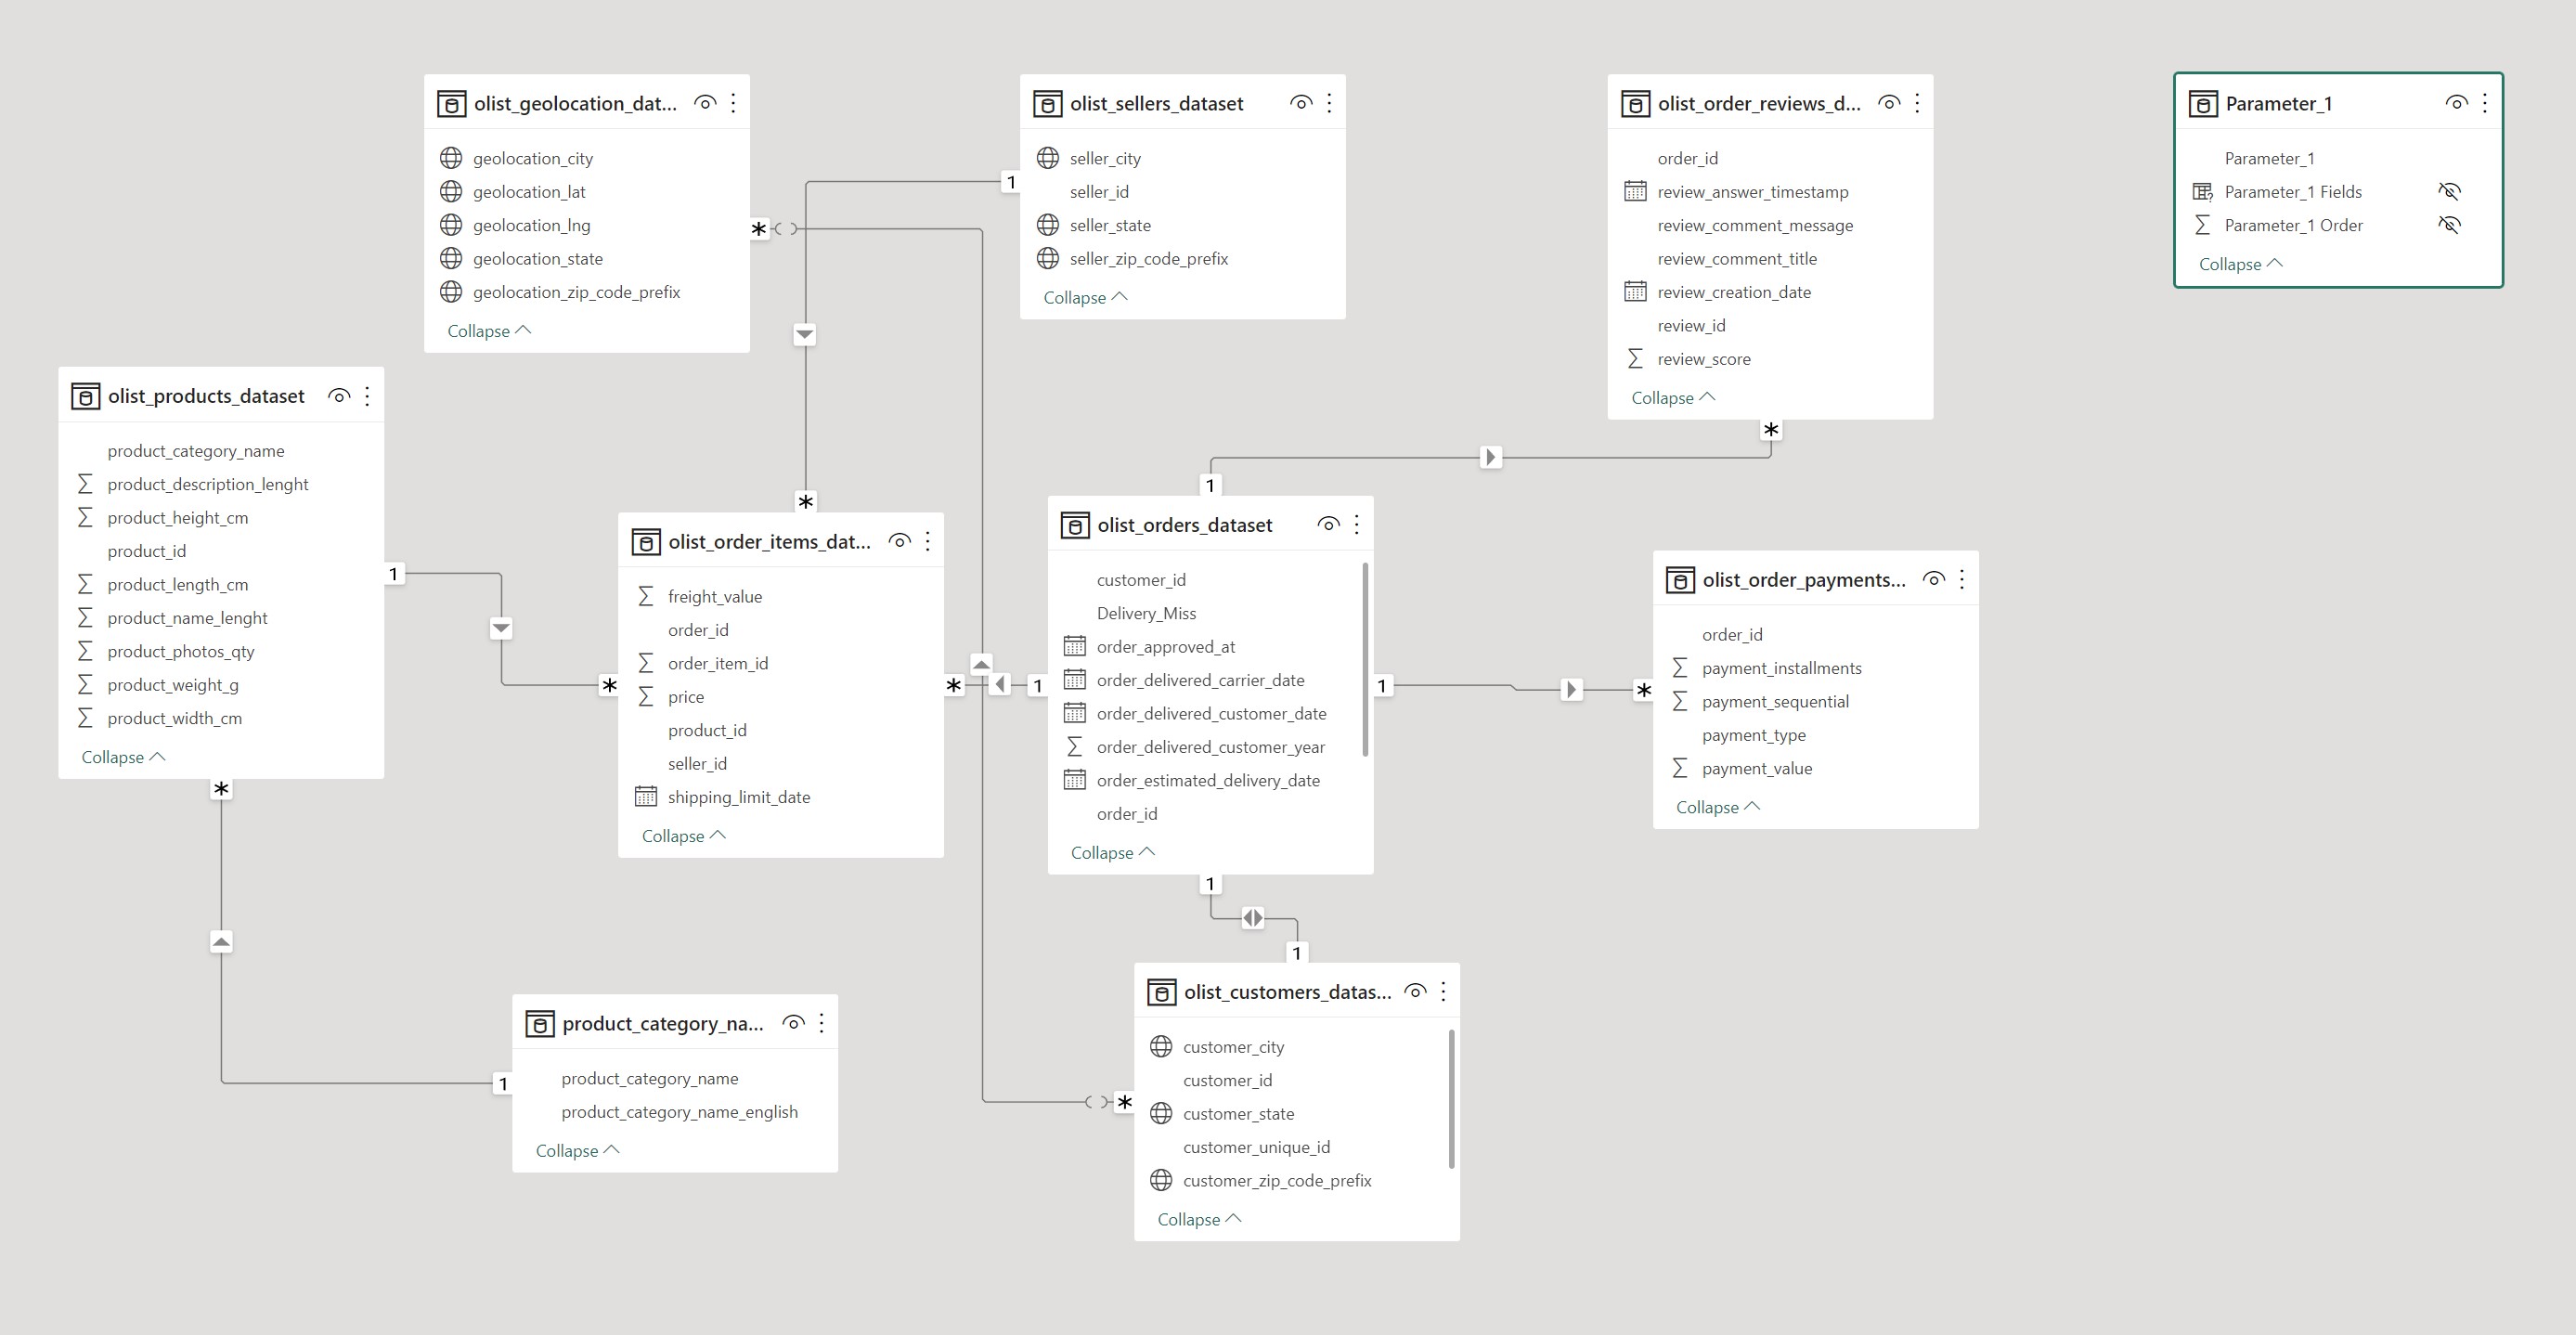 olist_geolocation_dat...
geolocation_city
geolocation_lat
geolocation_lng
geolocation_state
geolocation_zip_code_prefix
Collapse
olist_sellers_dataset
seller_city
seller_id
seller_state
seller_zip_code_prefix
Collapse
olist_order_reviews_d...
order_id
review_answer_timestamp
review_comment_message
review_comment_title
review_creation_date
review_id
review_score
Collapse
Parameter_1
Parameter_1
Parameter_1 Fields
Parameter_1 Order
Collapse
olist_products_dataset
product_category_name
product_description_lenght
product_height_cm
product_id
product_length_cm
product_name_lenght
product_photos_qty
product_weight_g
product_width_cm
Collapse
olist_order_items_dat...
freight_value
order_id
order_item_id
price
product_id
seller_id
shipping_limit_date
Collapse
olist_orders_dataset
customer_id
Delivery_Miss
order_approved_at
order_delivered_carrier_date
order_delivered_customer_date
order_delivered_customer_year
order_estimated_delivery_date
order_id
Collapse
olist_order_payments...
order_id
payment_installments
payment_sequential
payment_type
payment_value
Collapse
product_category_na...
product_category_name
product_category_name_english
Collapse
olist_customers_datas...
customer_city
customer_id
customer_state
customer_unique_id
customer_zip_code_prefix
Collapse
1
*
*
1
*
*
1
*
1
1
*
*
1
1
1
*